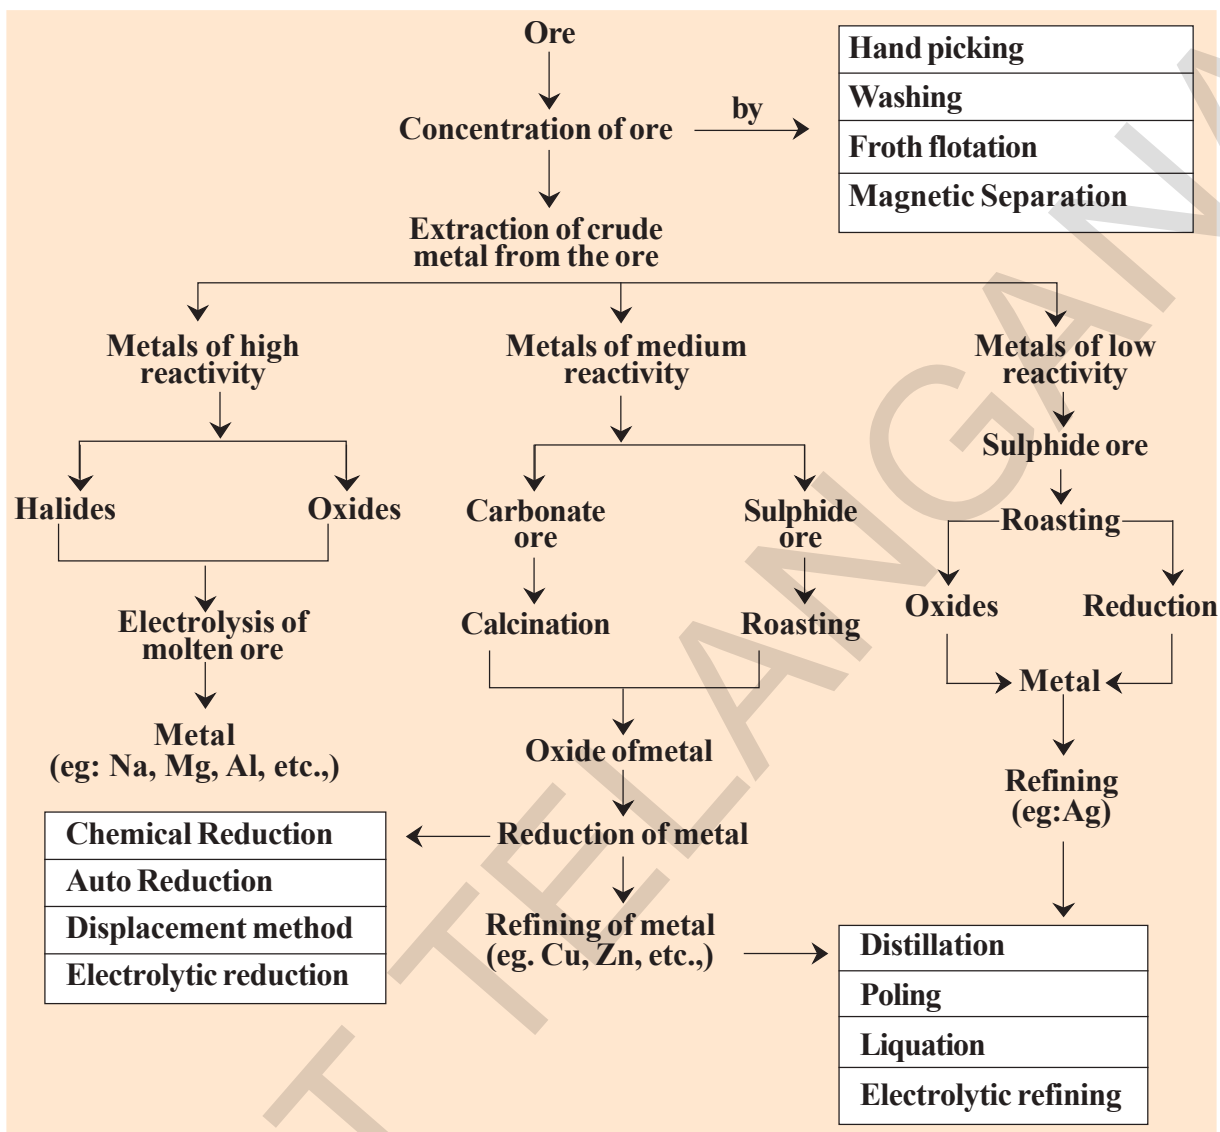 Ore
Hand picking
Washing
Froth flotation
Magnetic Separation
Concentration of ore
by
Extraction of crude
metal from the ore
Metals of high
reactivity
Metals of medium
reactivity
Metals of low
reactivity
Halides
Oxides
Carbonate
ore
Sulphide
ore
Sulphide ore
Roasting
Electrolysis of
molten ore
Calcination
Roasting
Oxides
Reduction
Metal
Metal
(eg: Na, Mg, Al, etc.,)
Oxide ofmetal
Refining
(eg:Ag)
Reduction of metal
Chemical Reduction
Auto Reduction
Displacement method
Electrolytic reduction
Refining of metal
(eg. Cu, Zn, etc.,)
Distillation
Poling
Liquation
Electrolytic refining
T TELANGANA